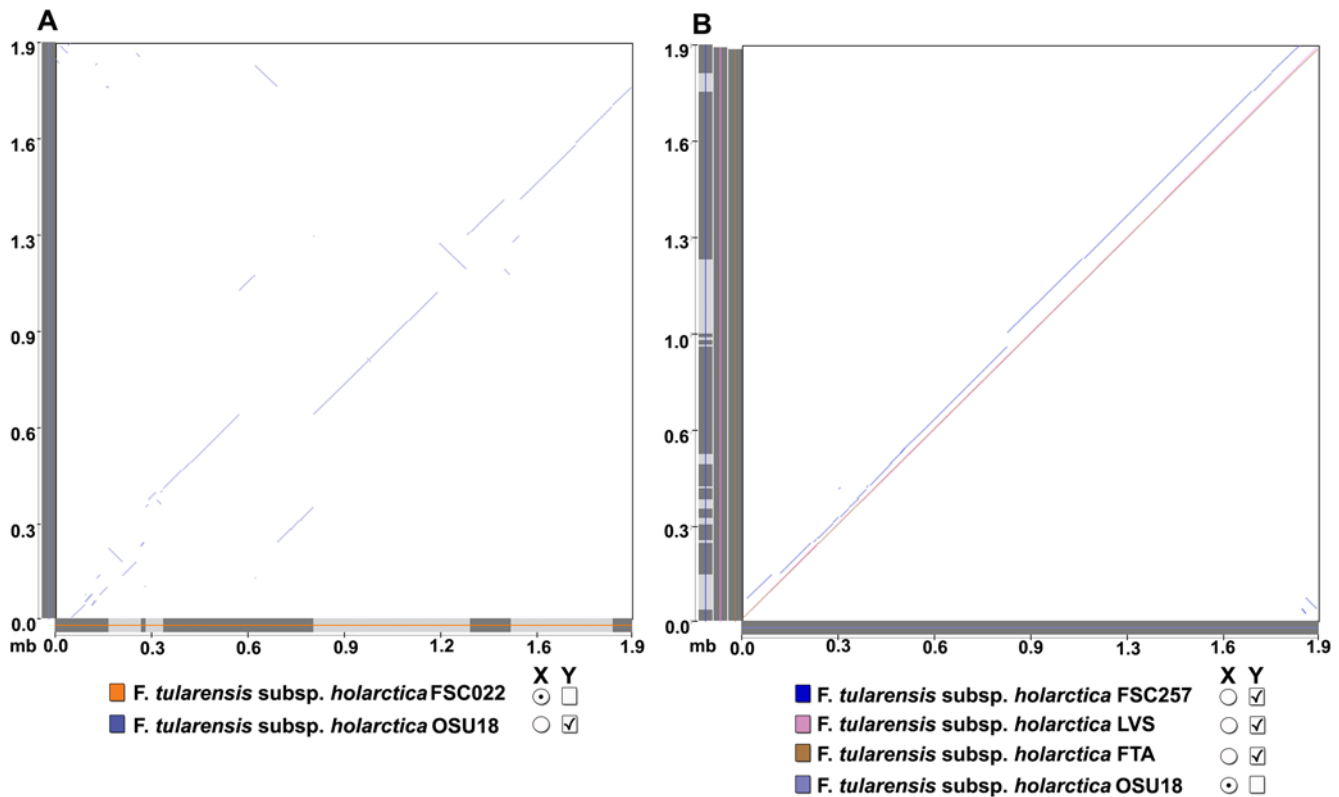 A
1.9
1.6
1.3
0.9
0.6
0.3
0.0
mb 0.0 0.3 0.6 0.9 1.2 1.6 1.9
X Y
F. tularensis subsp. holarctica FSC022
F. tularensis subsp. holarctica OSU18
B
1.9
1.6
1.3
1.0
0.6
0.3
0.0
mb 0.0 0.3 0.6 1.0 1.3 1.6 1.9
X Y
F. tularensis subsp. holarctica FSC257
F. tularensis subsp. holarctica LVS
F. tularensis subsp. holarctica FTA
F. tularensis subsp. holarctica OSU18